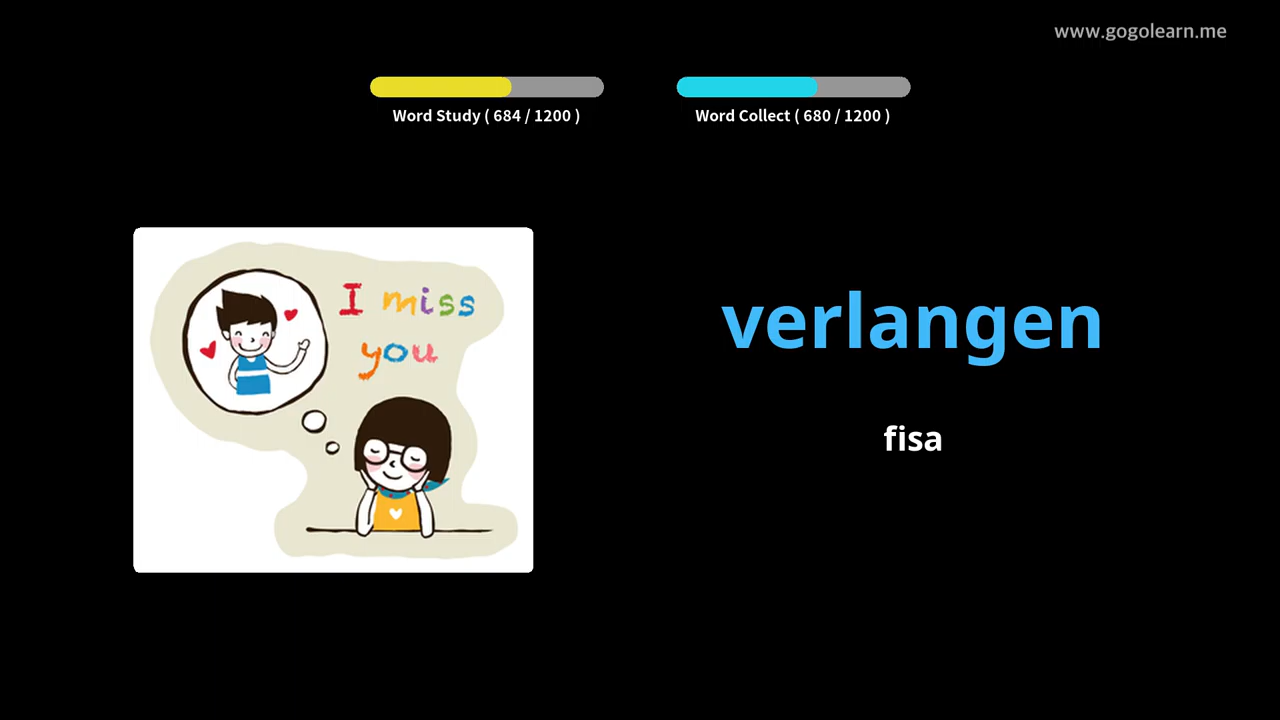 www.gogolearn.me
Word Study ( 684 / 1200 )
Word Collect ( 680 / 1200 )
I miss
you
verlangen
fisa